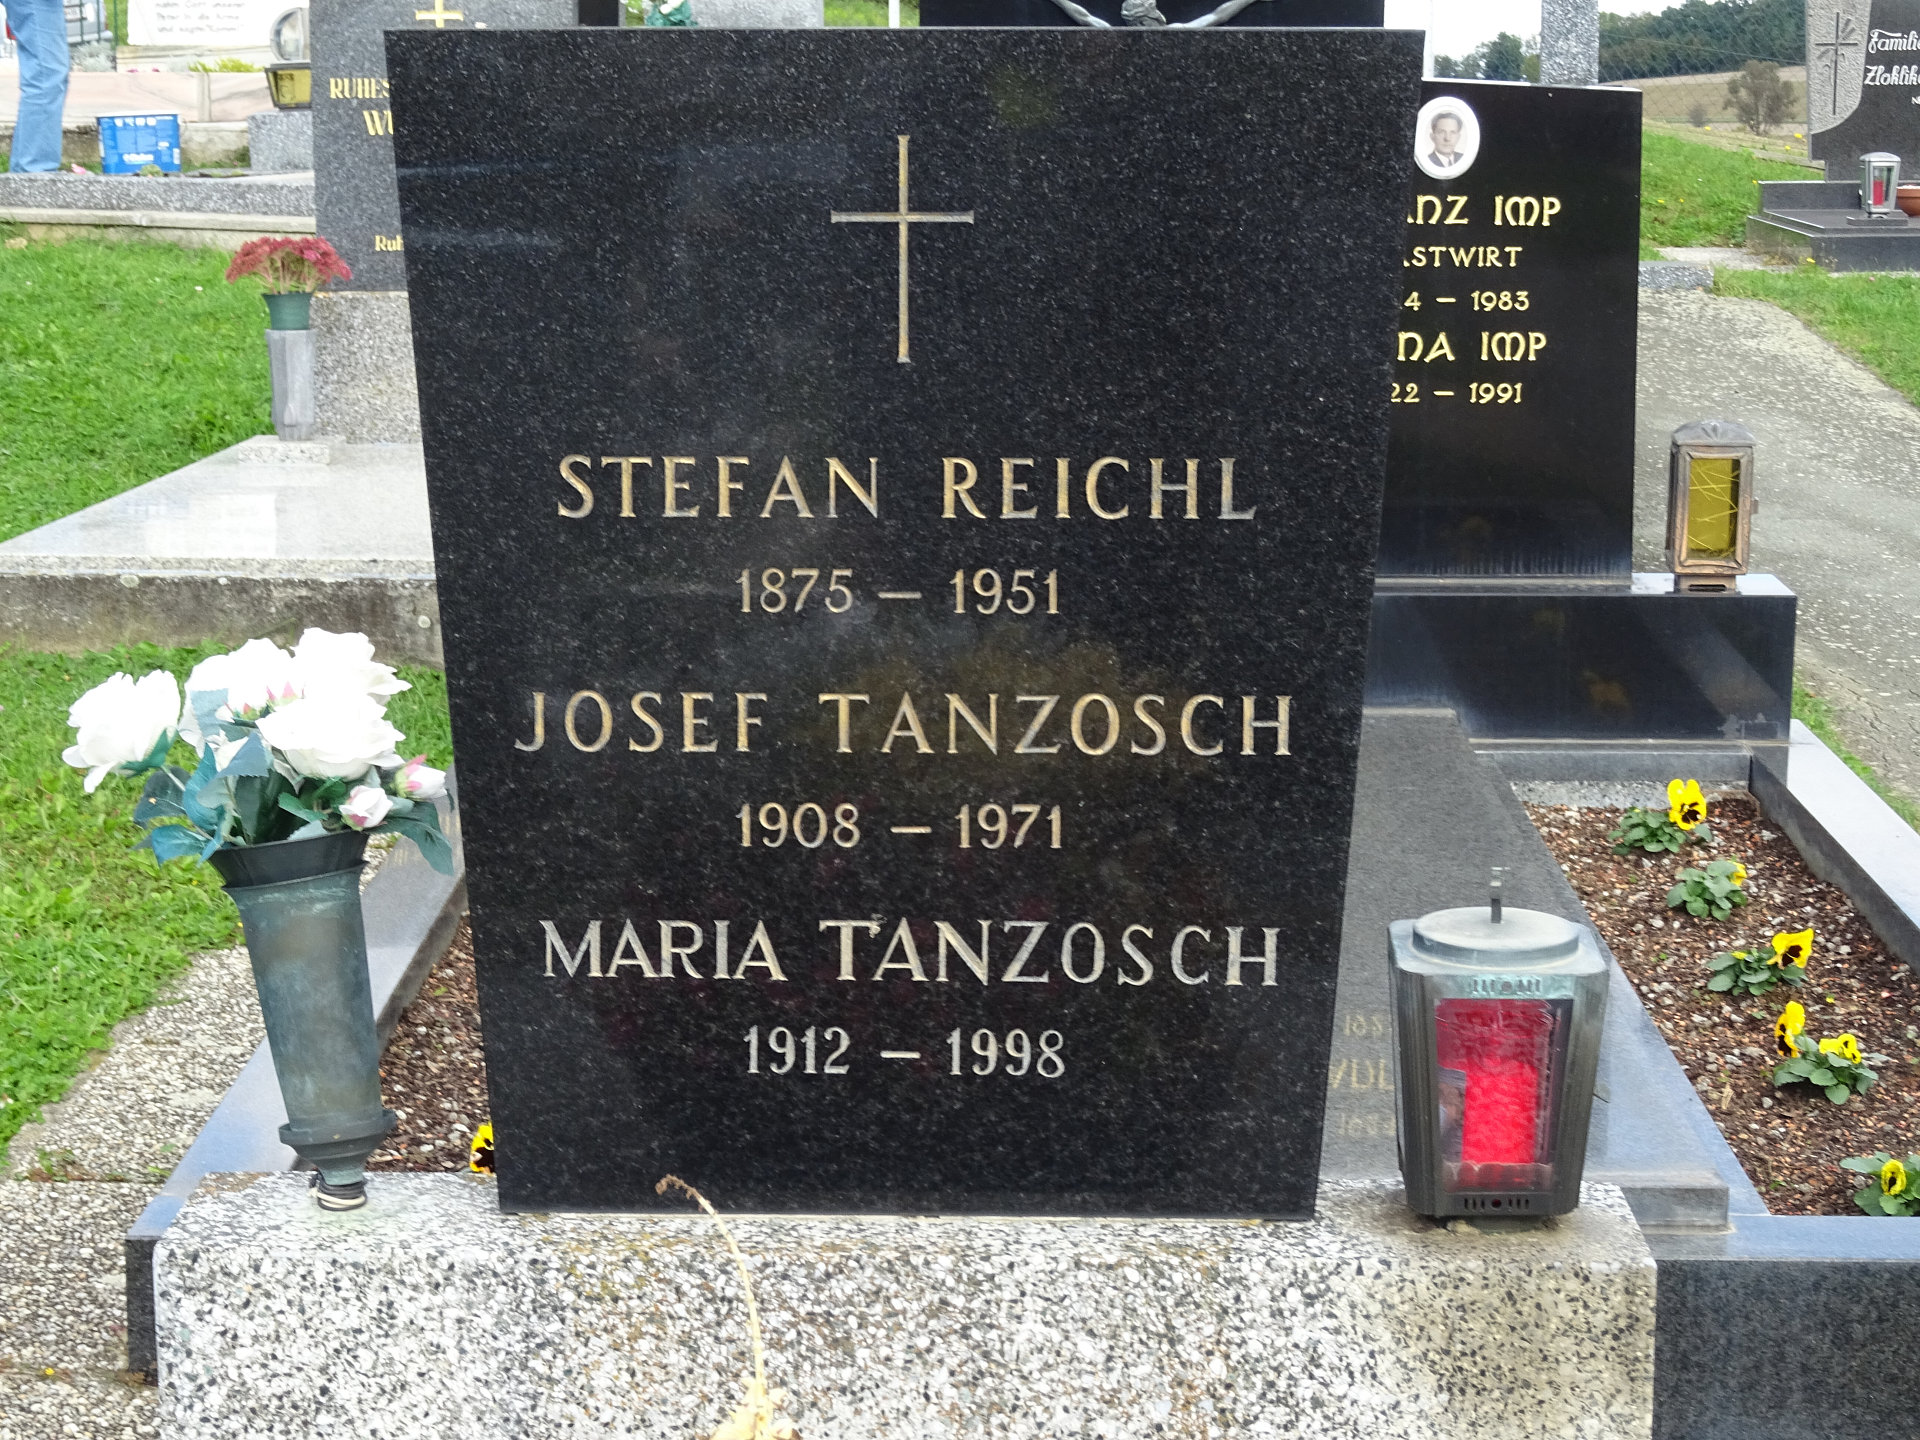 STEFAN REICHL
1875 – 1951
JOSEF TANZOSCH
1908 – 1971
MARIA TANZOSCH
1912 – 1998
IMP
– 1983
IMP
– 1991